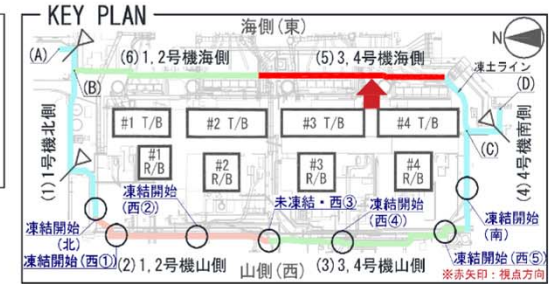 KEY PLAN
海側(東)
N
(A)
(6)1,2号機海側
(5)3,4号機海側
凍土ライン
(B)
(D)
#1 T/B
#2 T/B
#3 T/B
#4 T/B
(C)
(1)1号機北側
(4)4号機南側
#1
R/B
#2
R/B
#3
R/B
#4
R/B
凍結開始
(西②)
未凍結・西③
凍結開始
(西④)
凍結開始
(北)
凍結開始
(南)
凍結開始(西①)
凍結開始(西⑤)
(2)1,2号機山側
山側(西)
(3)3,4号機山側
※赤矢印:視点方向